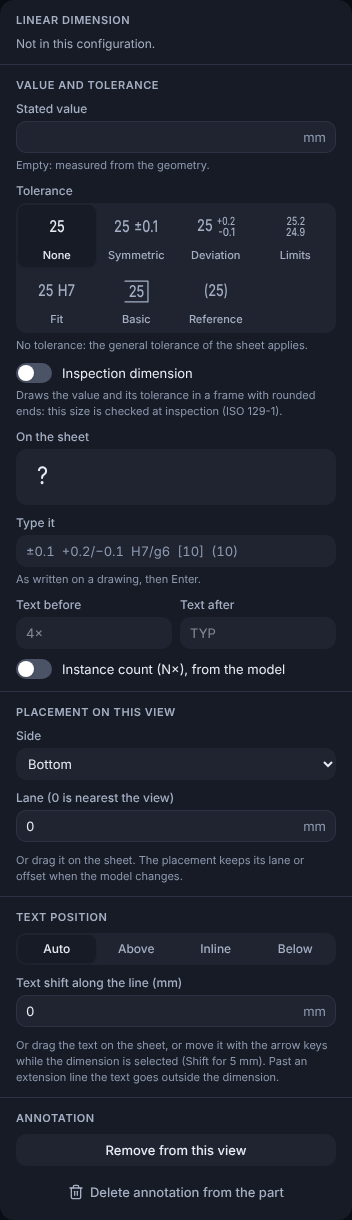 LINEAR DIMENSION
Not in this configuration.
VALUE AND TOLERANCE
Stated value
mm
Empty: measured from the geometry.
Tolerance
25 25 ±0.1 25 +0.2 -0.1 25.2 24.9
None Symmetric Deviation Limits
25 H7 25 (25)
Fit Basic Reference
No tolerance: the general tolerance of the sheet applies.
Inspection dimension
Draws the value and its tolerance in a frame with rounded
ends: this size is checked at inspection (ISO 129-1).
On the sheet
?
Type it
±0.1 +0.2/−0.1 H7/g6 [10] (10)
As written on a drawing, then Enter.
Text before Text after
4× TYP
Instance count (N×), from the model
PLACEMENT ON THIS VIEW
Side
Bottom
Lane (0 is nearest the view)
0 mm
Or drag it on the sheet. The placement keeps its lane or
offset when the model changes.
TEXT POSITION
Auto Above Inline Below
Text shift along the line (mm)
0 mm
Or drag the text on the sheet, or move it with the arrow keys
while the dimension is selected (Shift for 5 mm). Past an
extension line the text goes outside the dimension.
ANNOTATION
Remove from this view
Delete annotation from the part